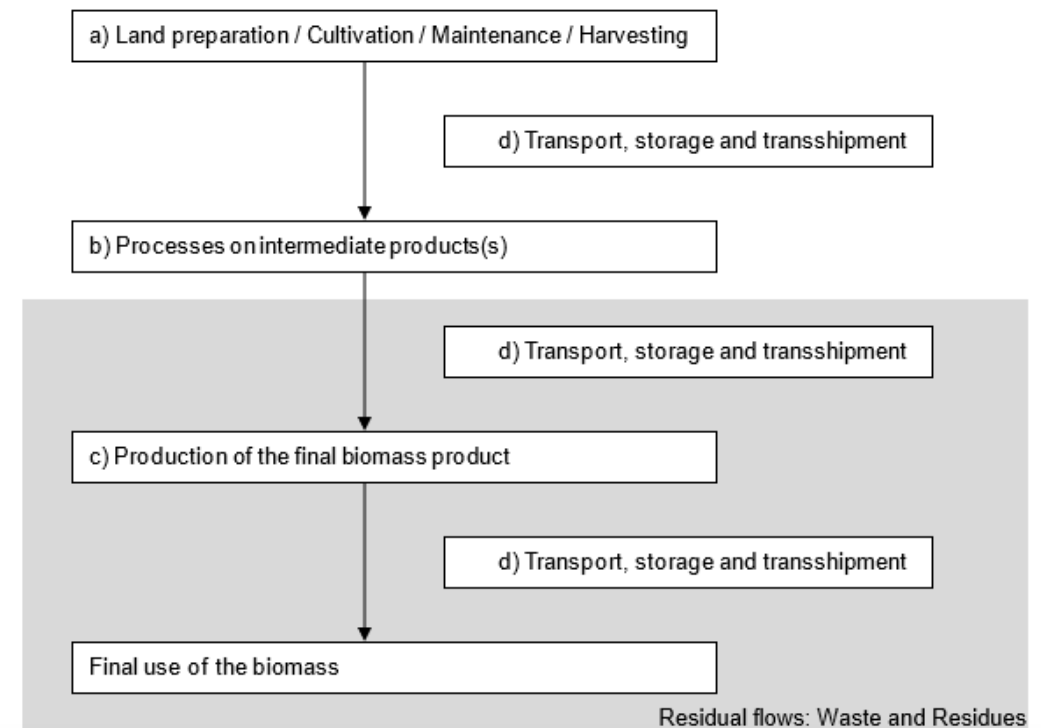 a) Land preparation / Cultivation / Maintenance / Harvesting
d) Transport, storage and transshipment
b) Processes on intermediate products(s)
d) Transport, storage and transshipment
c) Production of the final biomass product
d) Transport, storage and transshipment
Final use of the biomass
Residual flows: Waste and Residues